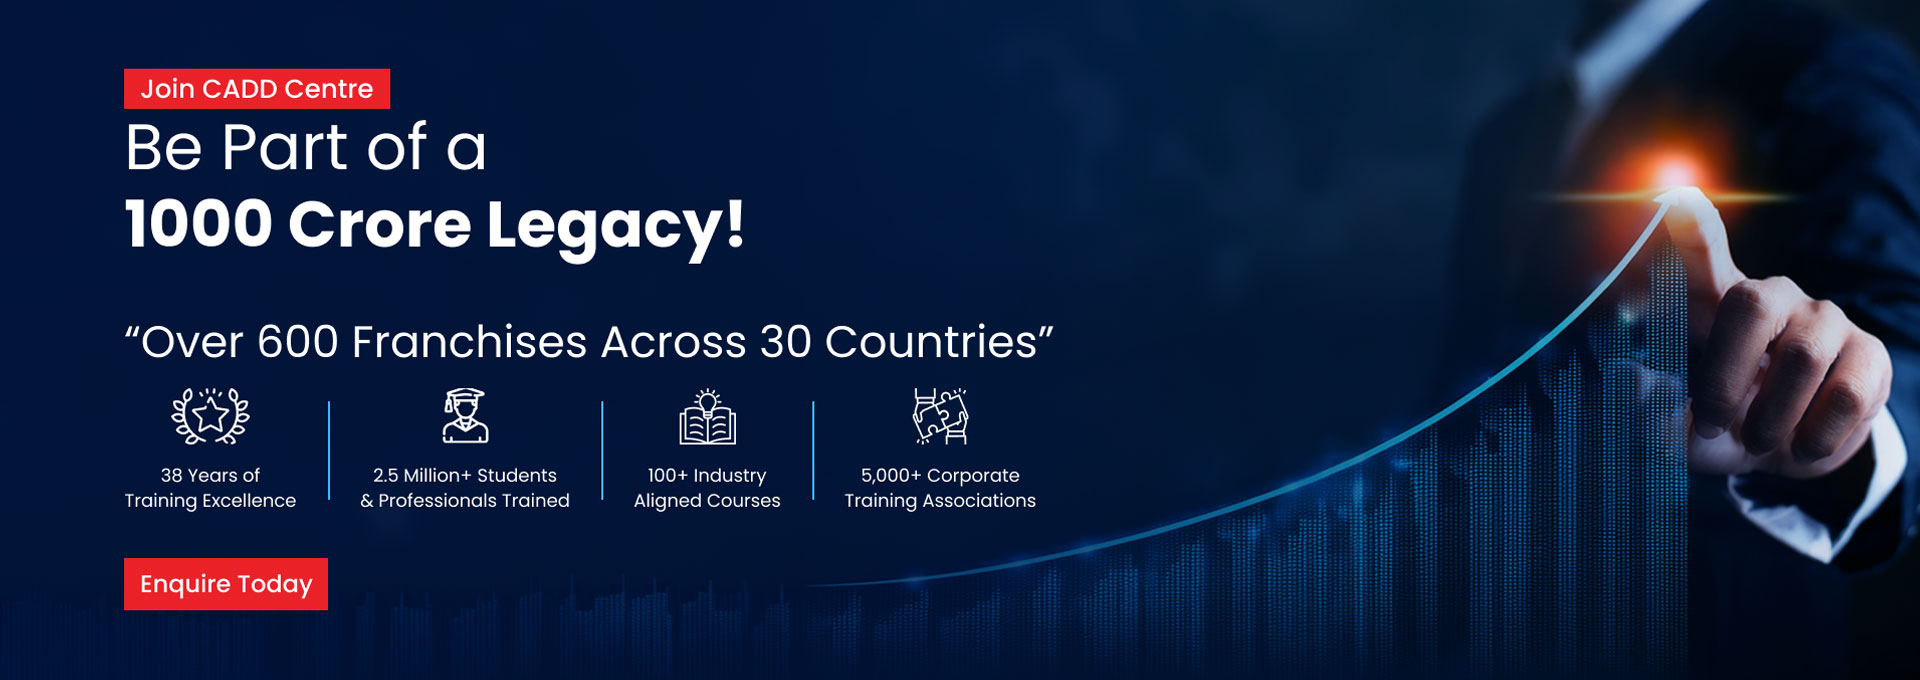 Join CADD Centre
Be Part of a
1000 Crore Legacy!
“Over 600 Franchises Across 30 Countries”
38 Years of
Training Excellence
2.5 Million+ Students
& Professionals Trained
100+ Industry
Aligned Courses
5,000+ Corporate
Training Associations
Enquire Today